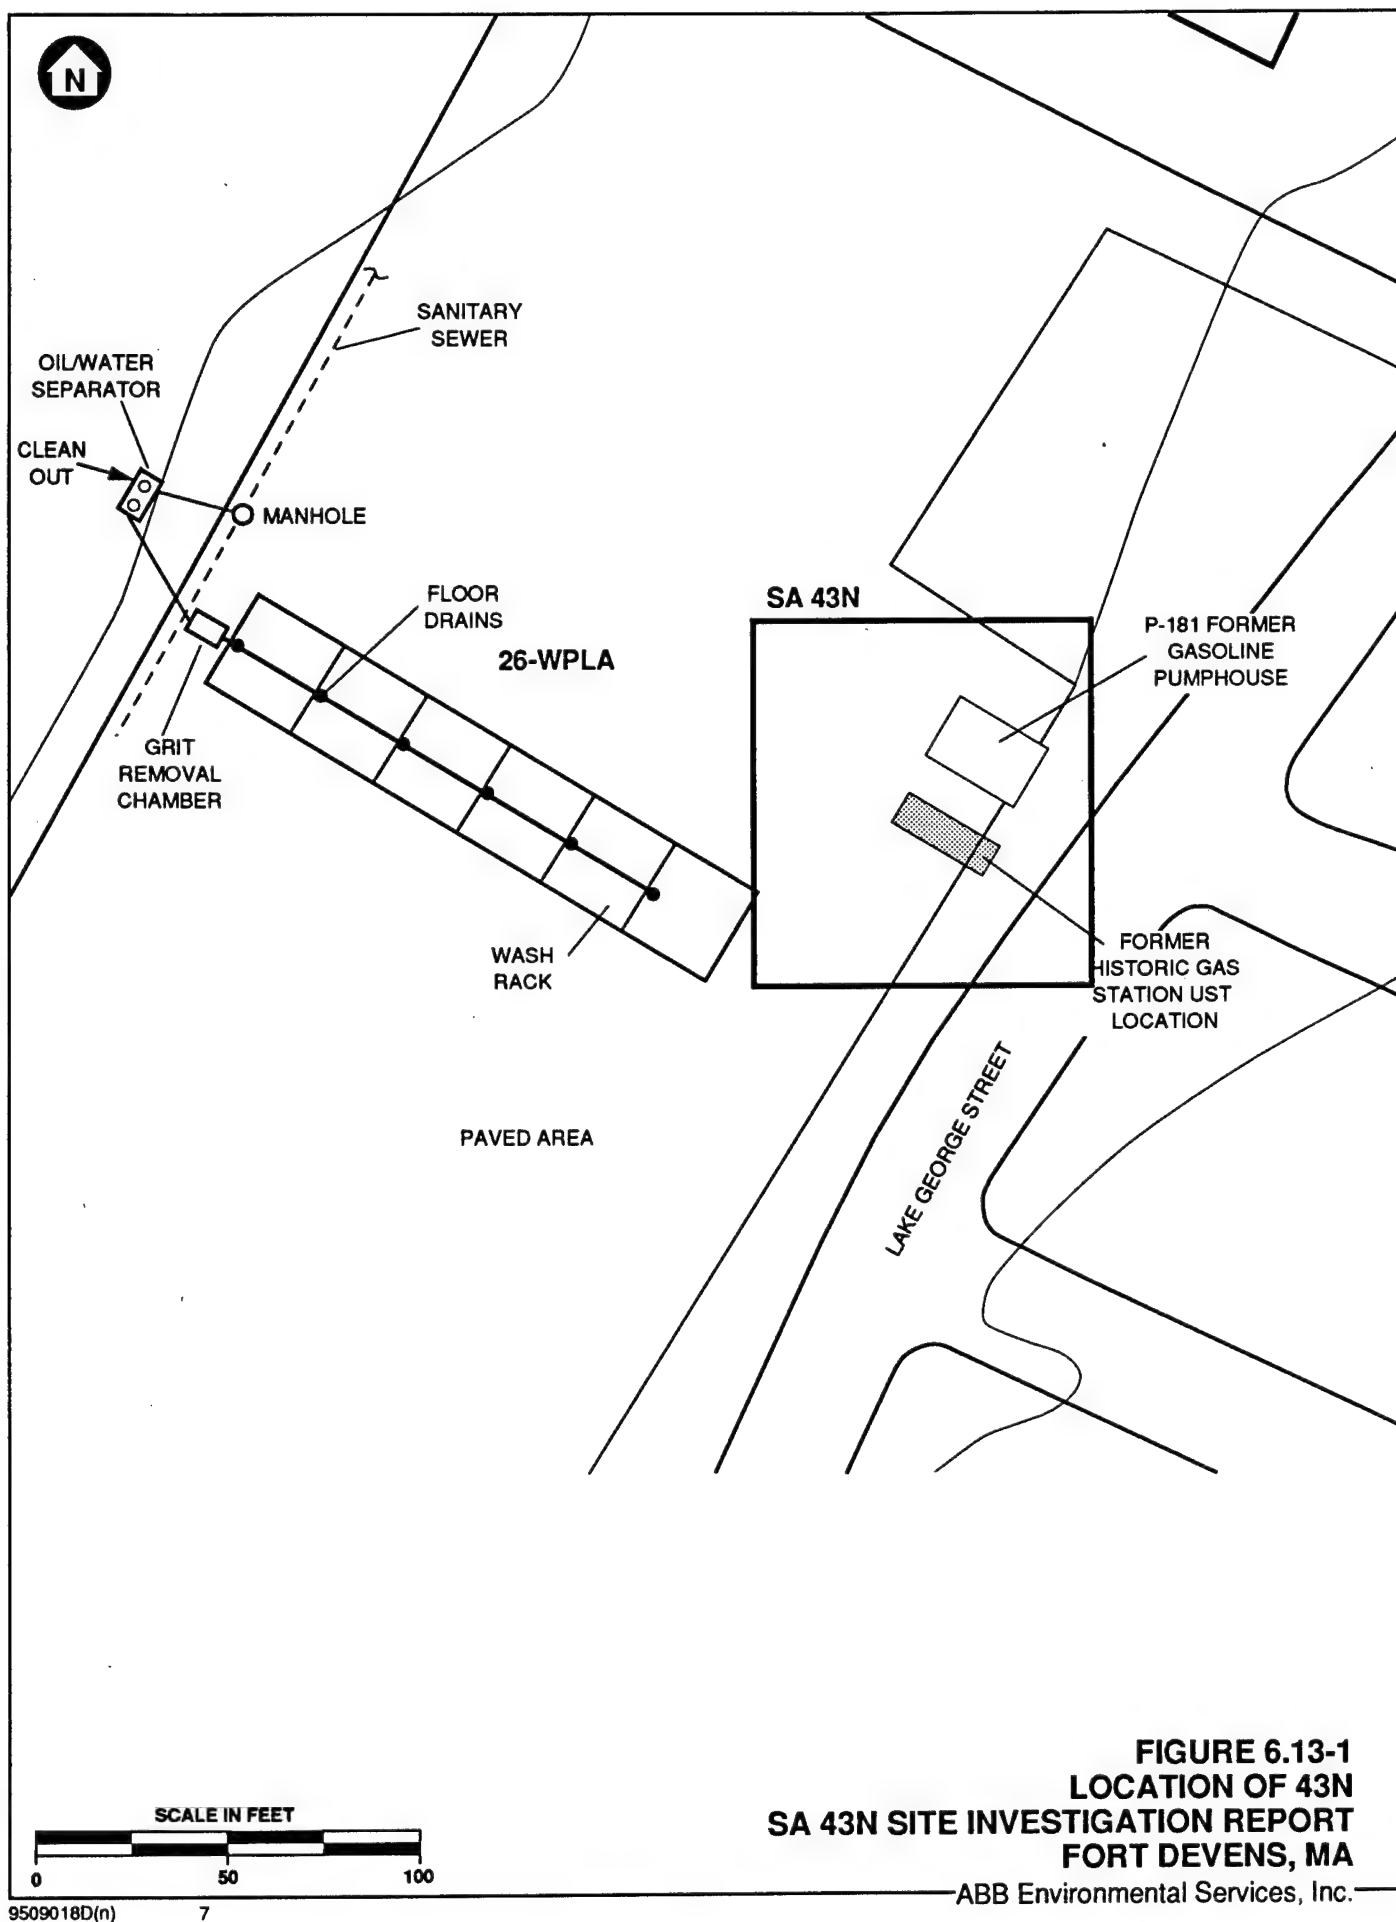 N
SANITARY
SEWER
OIL/WATER
SEPARATOR
CLEAN
OUT
MANHOLE
FLOOR
DRAINS
SA 43N
P-181 FORMER
GASOLINE
PUMPHOUSE
26-WPLA
GRIT
REMOVAL
CHAMBER
WASH
RACK
FORMER
HISTORIC GAS
STATION UST
LOCATION
LAKE GEORGE STREET
PAVED AREA
FIGURE 6.13-1
LOCATION OF 43N
SA 43N SITE INVESTIGATION REPORT
FORT DEVENS, MA
SCALE IN FEET
0 50 100
ABB Environmental Services, Inc.
9509018D(n) 7